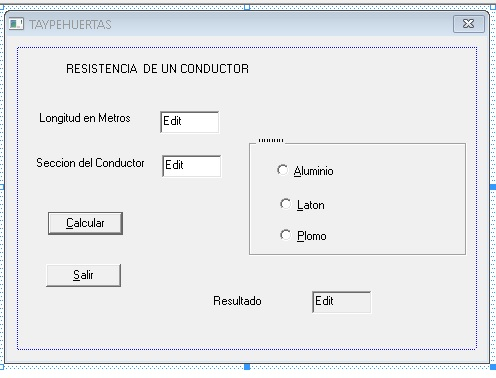 TAYPEHUERTAS
RESISTENCIA DE UN CONDUCTOR
Longitud en Metros Edit
Seccion del Conductor Edit
Aluminio
Laton
Plomo
Calcular
Salir
Resultado Edit